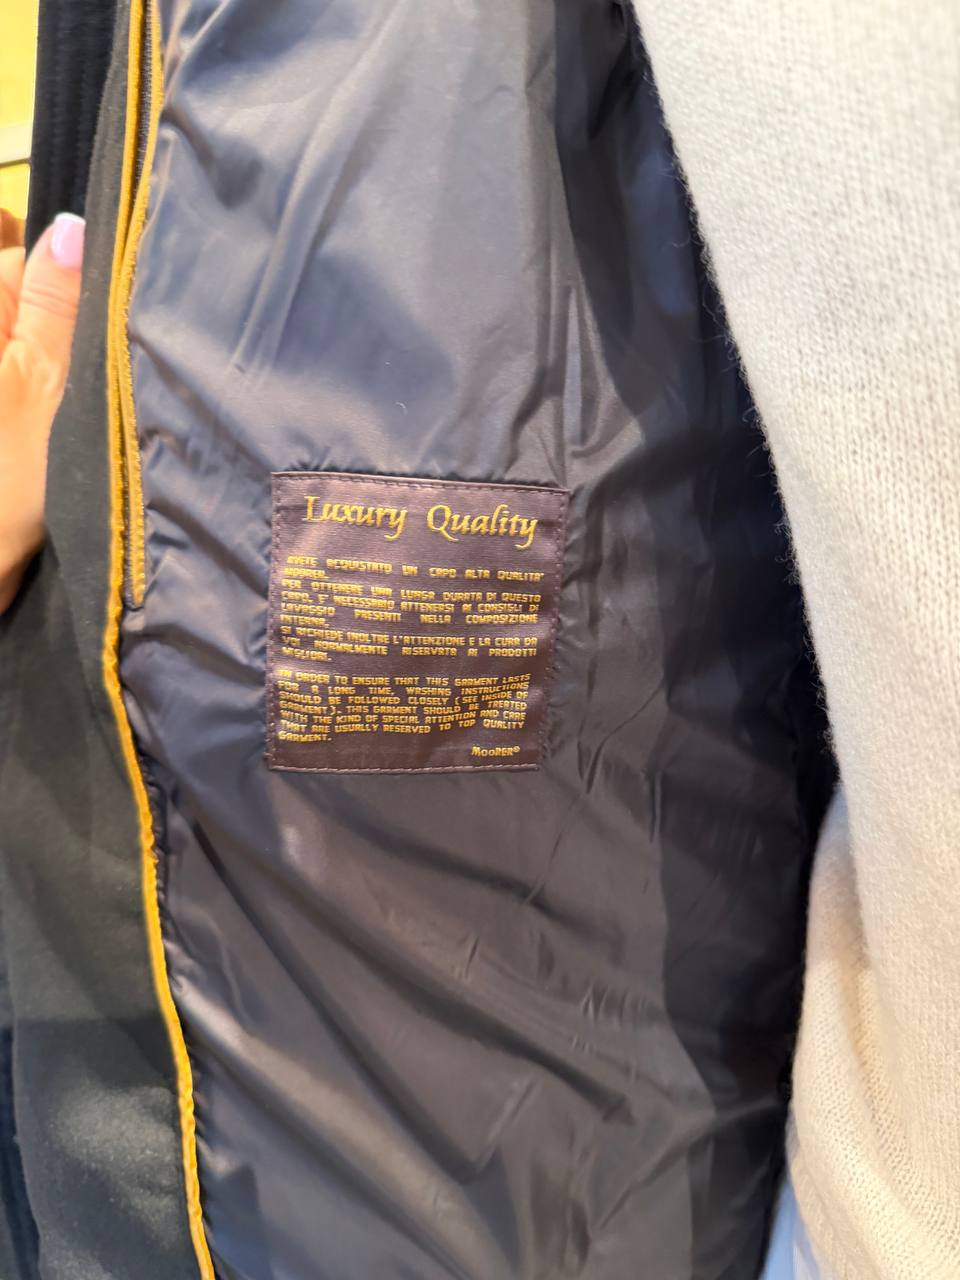 Luxury Quality
AVETE ACQUISTATO UN CAPO ALTA QUALITA'
MOORER.
PER OTTENERE UNA LUNGA DURATA DI QUESTO
CAPO, E' NECESSARIO ATTENERSI AI CONSIGLI DI
LAVAGGIO PRESENTI NELLA COMPOSIZIONE
INTERNA.
SI RICHIEDE INOLTRE L'ATTENZIONE E LA CURA DA
VOI NORMALMENTE RISERVATA AI PRODOTTI
MIGLIORI.
IN ORDER TO ENSURE THAT THIS GARMENT LASTS
FOR A LONG TIME, WASHING INSTRUCTIONS
SHOULD BE FOLLOWED CLOSELY (SEE INSIDE OF
GARMENT). THIS GARMENT SHOULD BE TREATED
WITH THE KIND OF SPECIAL ATTENTION AND CARE
THAT ARE USUALLY RESERVED TO TOP QUALITY
GARMENT.
MooRER®